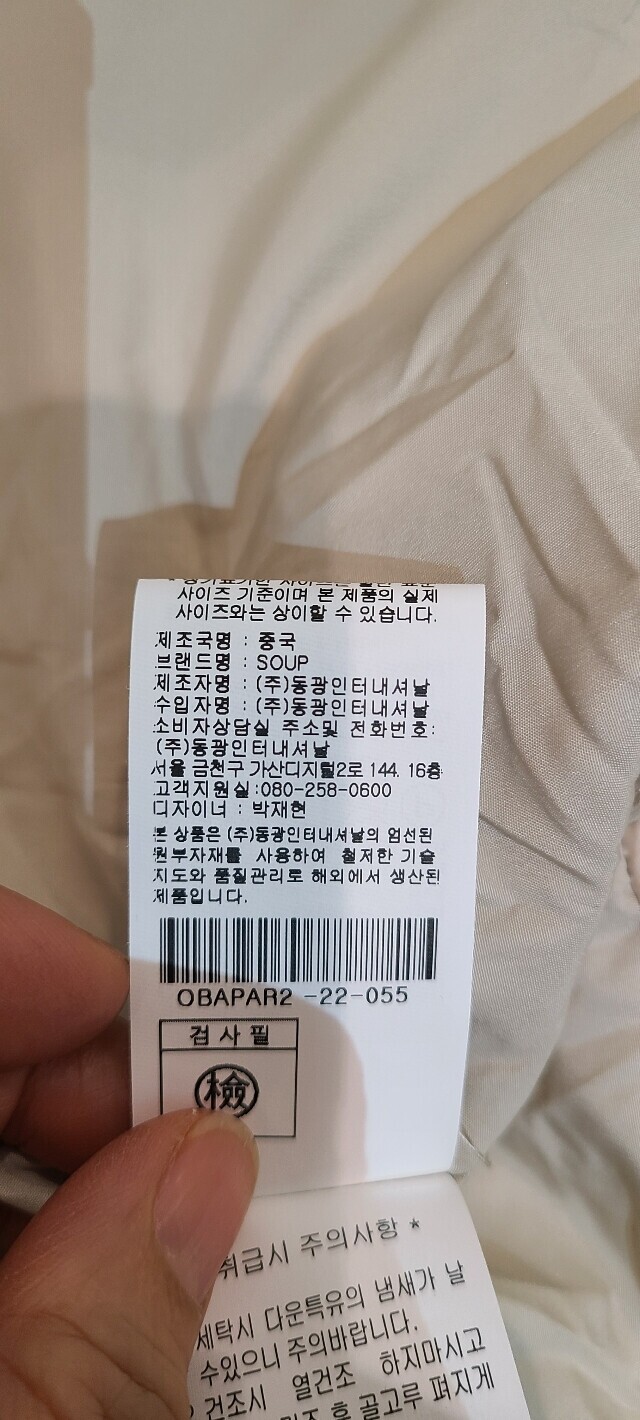 사이즈 기준이며 본 제품의 실제
사이즈와는 상이할 수 있습니다.
제조국명 : 중국
브랜드명 : SOUP
제조자명 : (주)동광인터내셔날
수입자명 : (주)동광인터내셔날
소비자상담실 주소및 전화번호:
(주)동광인터내셔날
서울 금천구 가산디지털2로 144. 16층
고객지원실:080-258-0600
디자이너 : 박재현
본 상품은 (주)동광인터내셔날의 엄선된
원부자재를 사용하여 철저한 기술
지도와 품질관리로 해외에서 생산된
제품입니다.
OBAPAR2 -22-055
검사필
檢
취급시 주의사항 *
세탁시 다운특유의 냄새가 날
수있으니 주의바랍니다.
건조시 열건조 하지마시고
후 골고루 펴지게